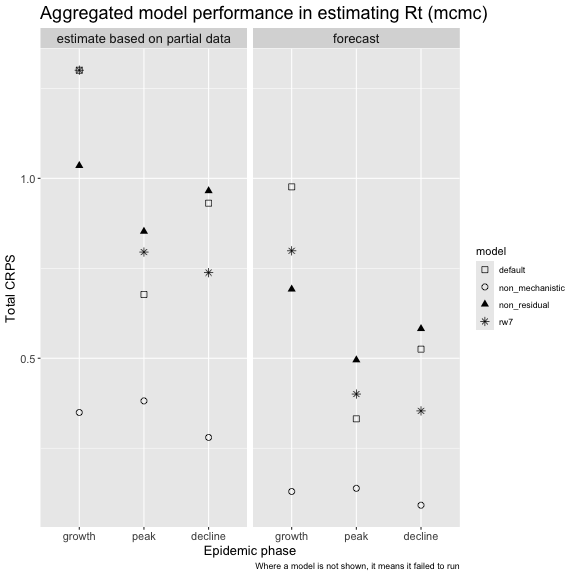 Aggregated model performance in estimating Rt (mcmc)
estimate based on partial data
forecast
Total CRPS
1.0
0.5
growth
peak
decline
growth
peak
decline
Epidemic phase
model
default
non_mechanistic
non_residual
rw7
Where a model is not shown, it means it failed to run